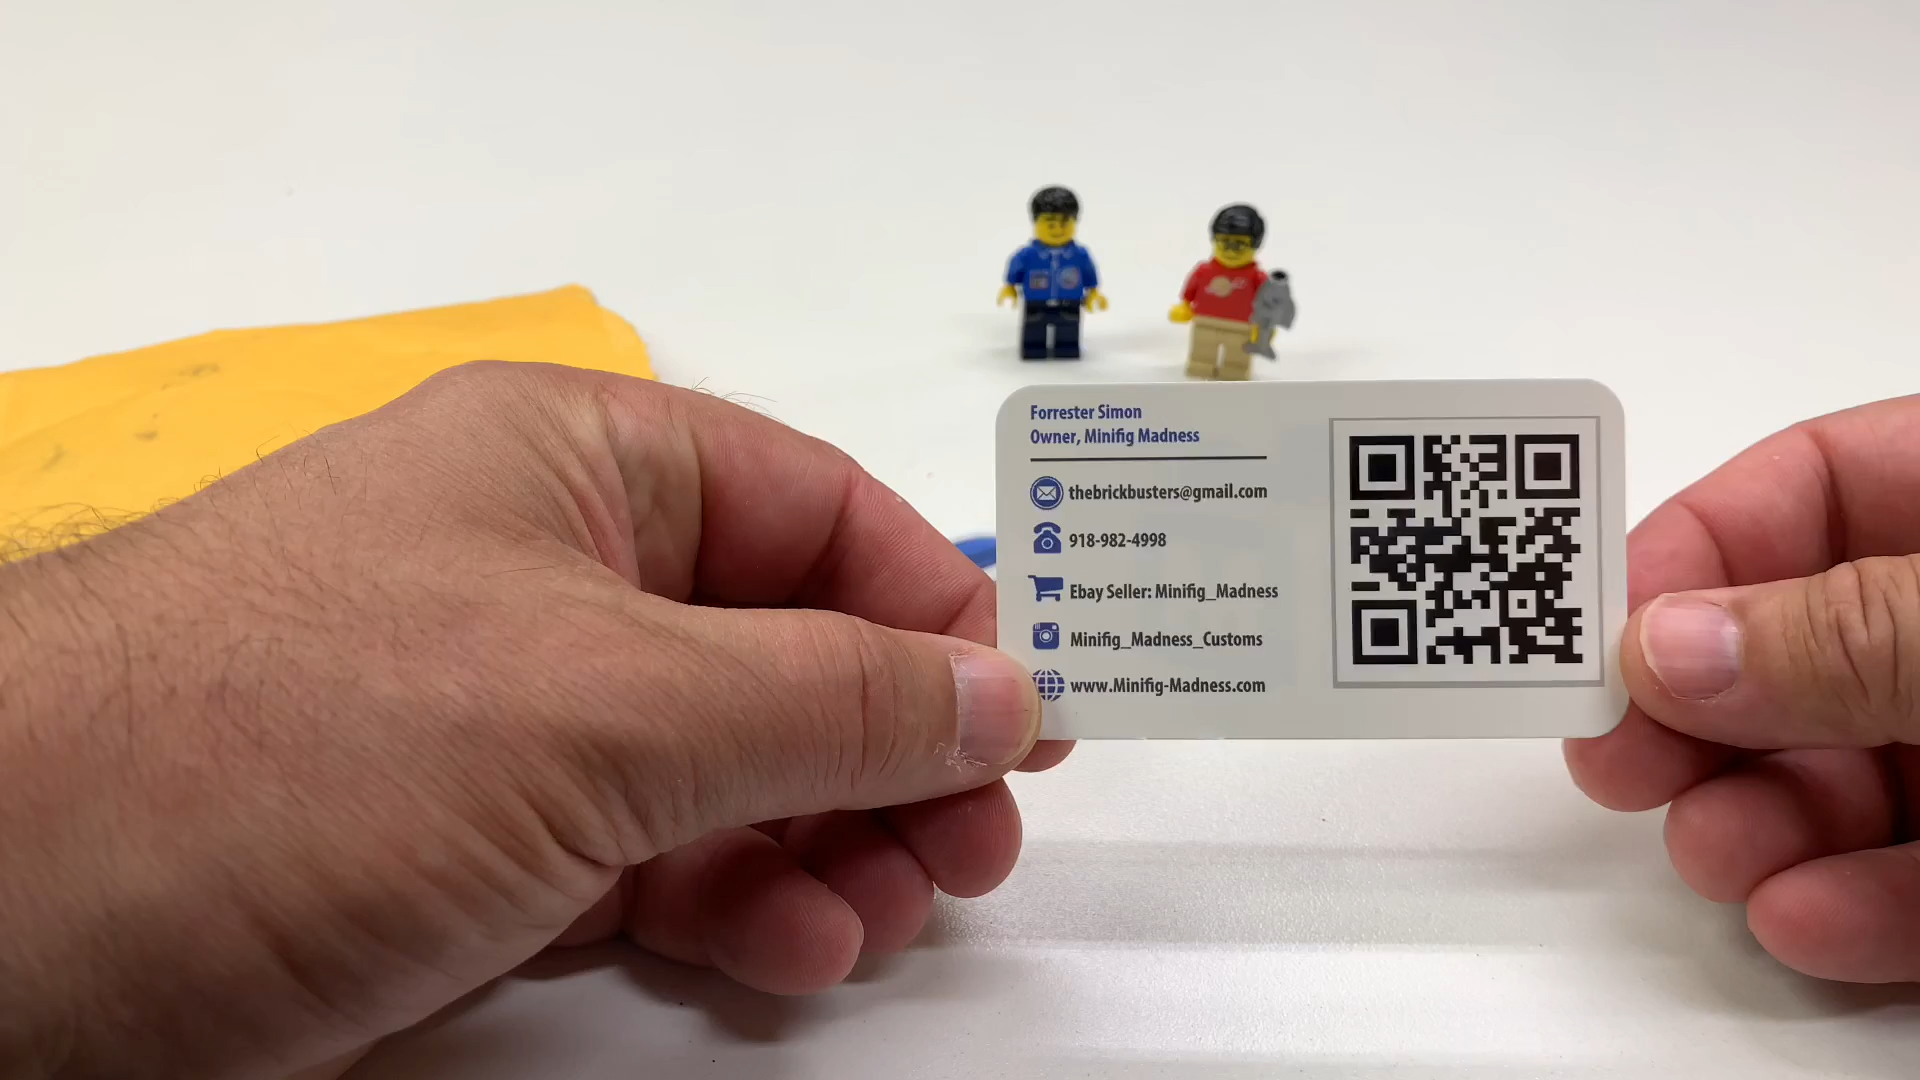 Forrester Simon
Owner, Minifig Madness
thebrickbusters@gmail.com
918-982-4998
Ebay Seller: Minifig_Madness
Minifig_Madness_Customs
www.Minifig-Madness.com